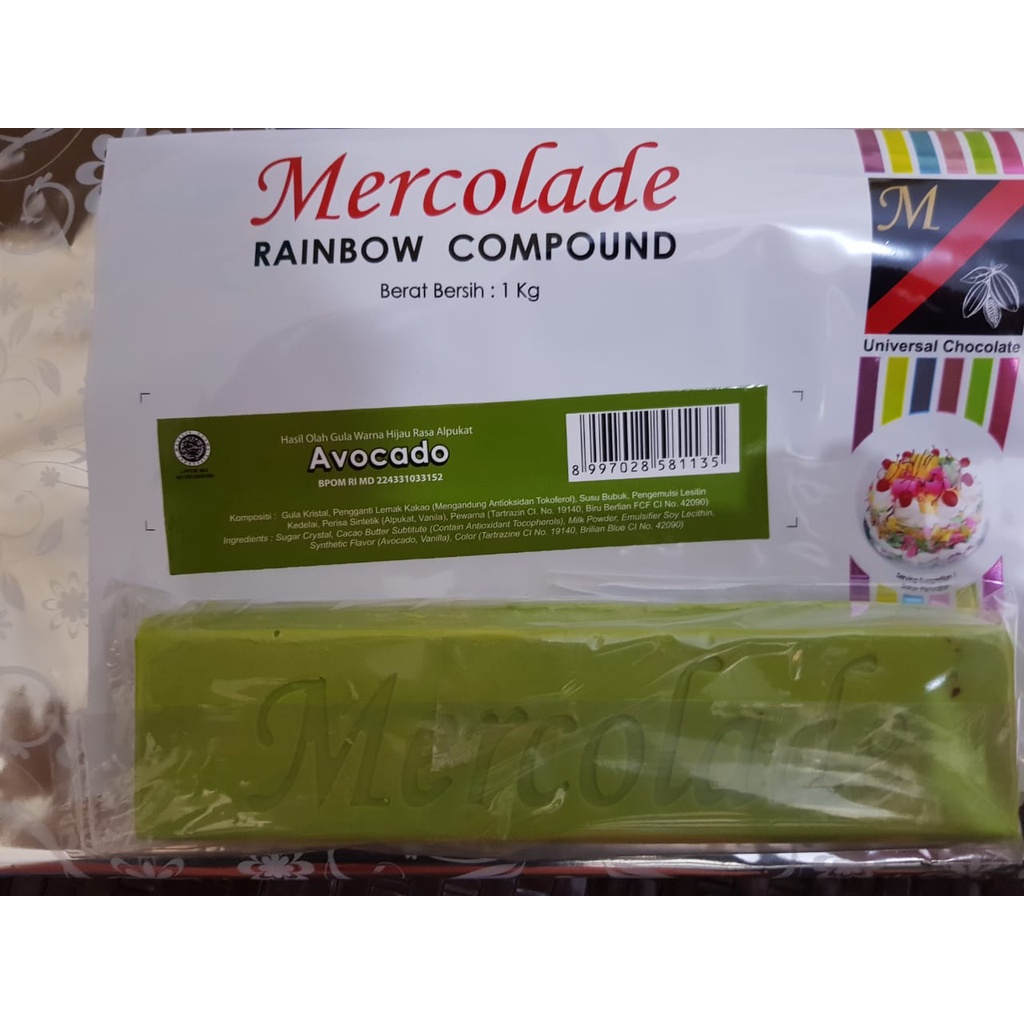 Mercolade
RAINBOW COMPOUND
Berat Bersih : 1 Kg
M
Universal Chocolate
Hasil Olah Gula Warna Hijau Rasa Alpukat
Avocado
BPOM RI MD 224331033152
8 997028 581135
Komposisi : Gula Kristal, Pengganti Lemak Kakao (Mengandung Antioksidan Tokoferol), Susu Bubuk, Pengemulsi Lesitin
Kedelai, Perisa Sintetik (Alpukat, Vanila), Pewarna (Tartrazin CI. No. 19140, Biru Berlian FCF CI No. 42090)
Ingredients : Sugar Crystal, Cacao Butter Subtitute (Contain Antioxidant Tocopherols), Milk Powder, Emulsifier Soy Lecithin,
Synthetic Flavor (Avocado, Vanilla), Color (Tartrazine CI No. 19140, Brilian Blue CI No. 42090)
Serving Suggestion /
Saran Penyajian
Mercolade